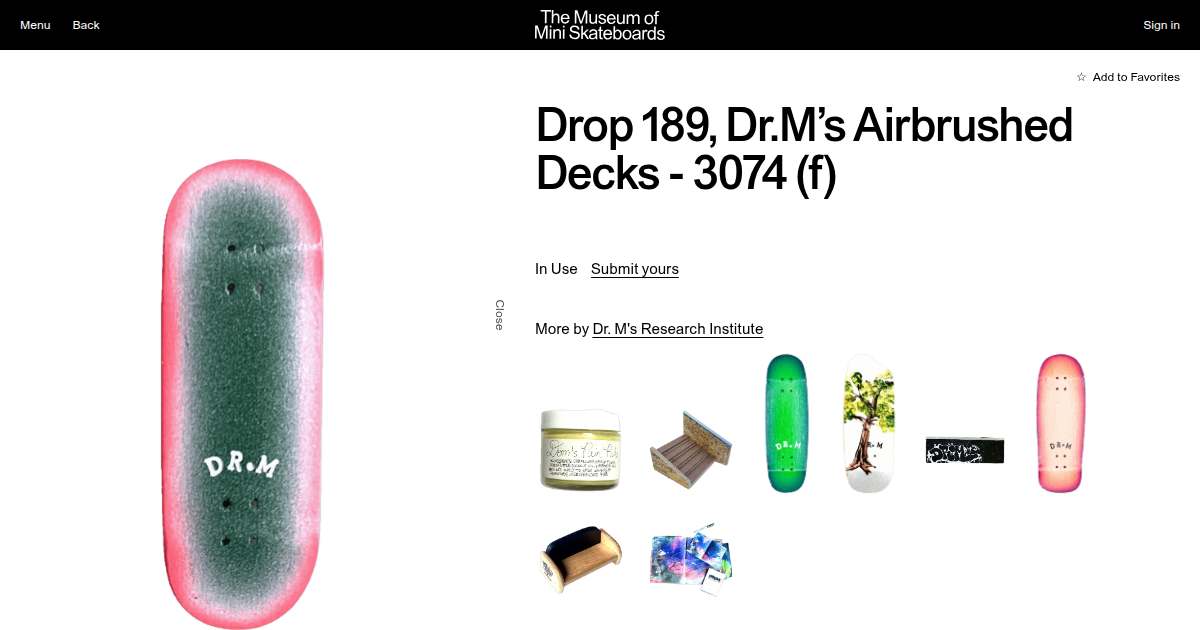 Menu
Back
The Museum of
Mini Skateboards
Sign in
☆ Add to Favorites
Drop 189, Dr.M’s Airbrushed
Decks - 3074 (f)
In Use
Submit yours
Close
More by Dr. M's Research Institute
DR.M
DR.M
DR.M